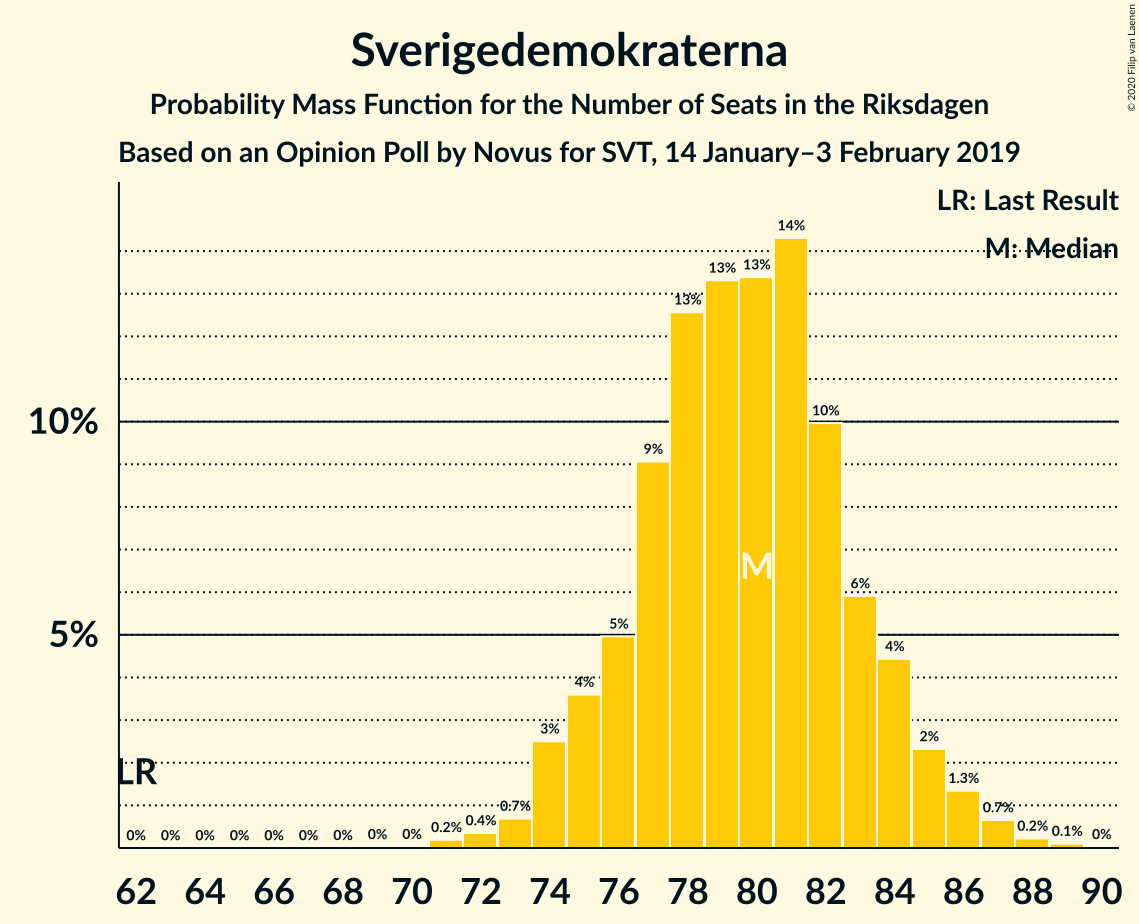 Sverigedemokraterna
Probability Mass Function for the Number of Seats in the Riksdagen
Based on an Opinion Poll by Novus for SVT, 14 January–3 February 2019
© 2020 Filip van Laenen
LR: Last Result
M: Median
10%
5%
LR
M
0% 0% 0% 0% 0% 0% 0% 0% 0% 0.2% 0.4% 0.7% 3% 4% 5% 9% 13% 13% 13% 14% 10% 6% 4% 2% 1.3% 0.7% 0.2% 0.1% 0%
62 64 66 68 70 72 74 76 78 80 82 84 86 88 90